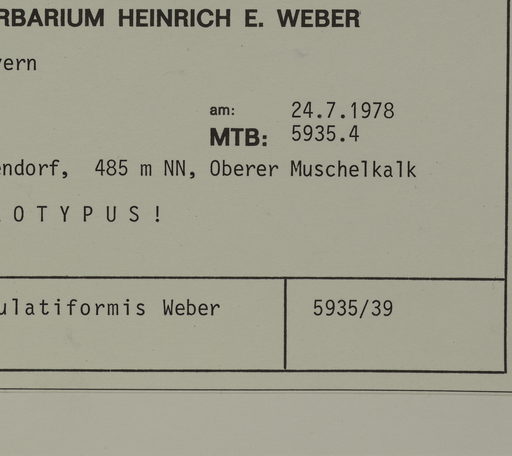 RBARIUM HEINRICH E. WEBER
yern
am: 24.7.1978
MTB: 5935.4
endorf, 485 m NN, Oberer Muschelkalk
LOTYPUS!
ulatiformis Weber 5935/39